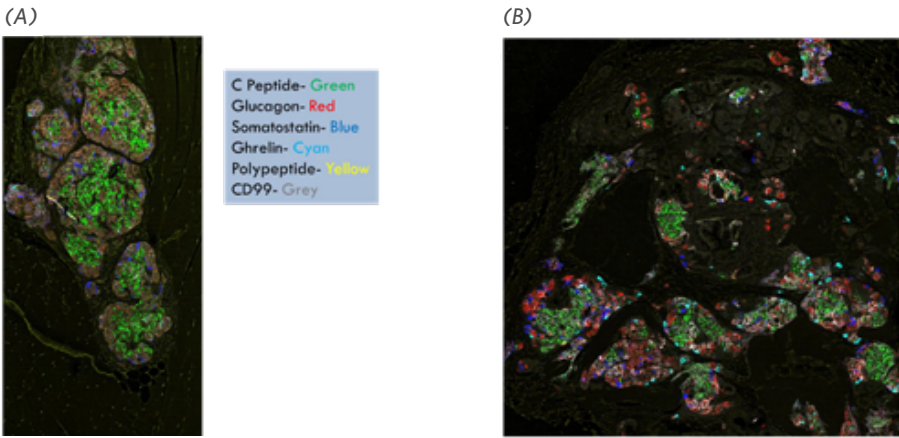 (A)
(B)
C Peptide- Green
Glucagon- Red
Somatostatin- Blue
Ghrelin- Cyan
Polypeptide- Yellow
CD99- Grey